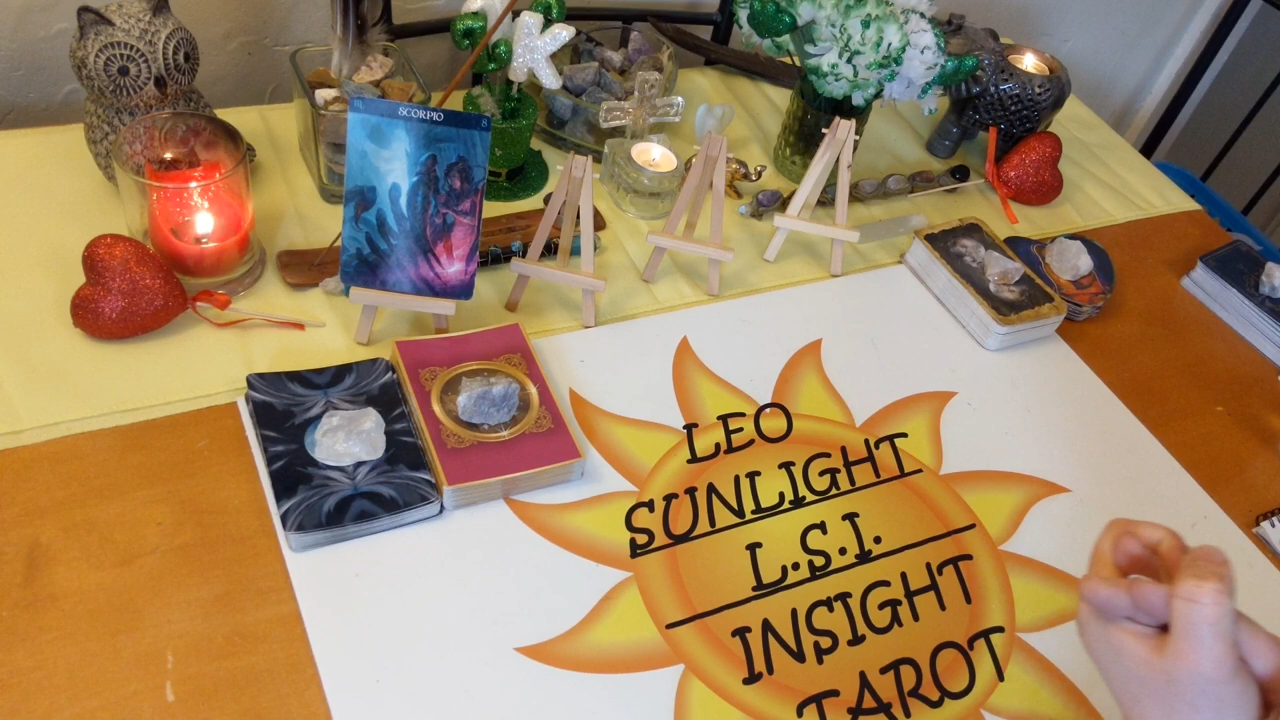 K
♏ SCORPIO 8
LEO
SUNLIGHT
L.S.I.
INSIGHT
TAROT